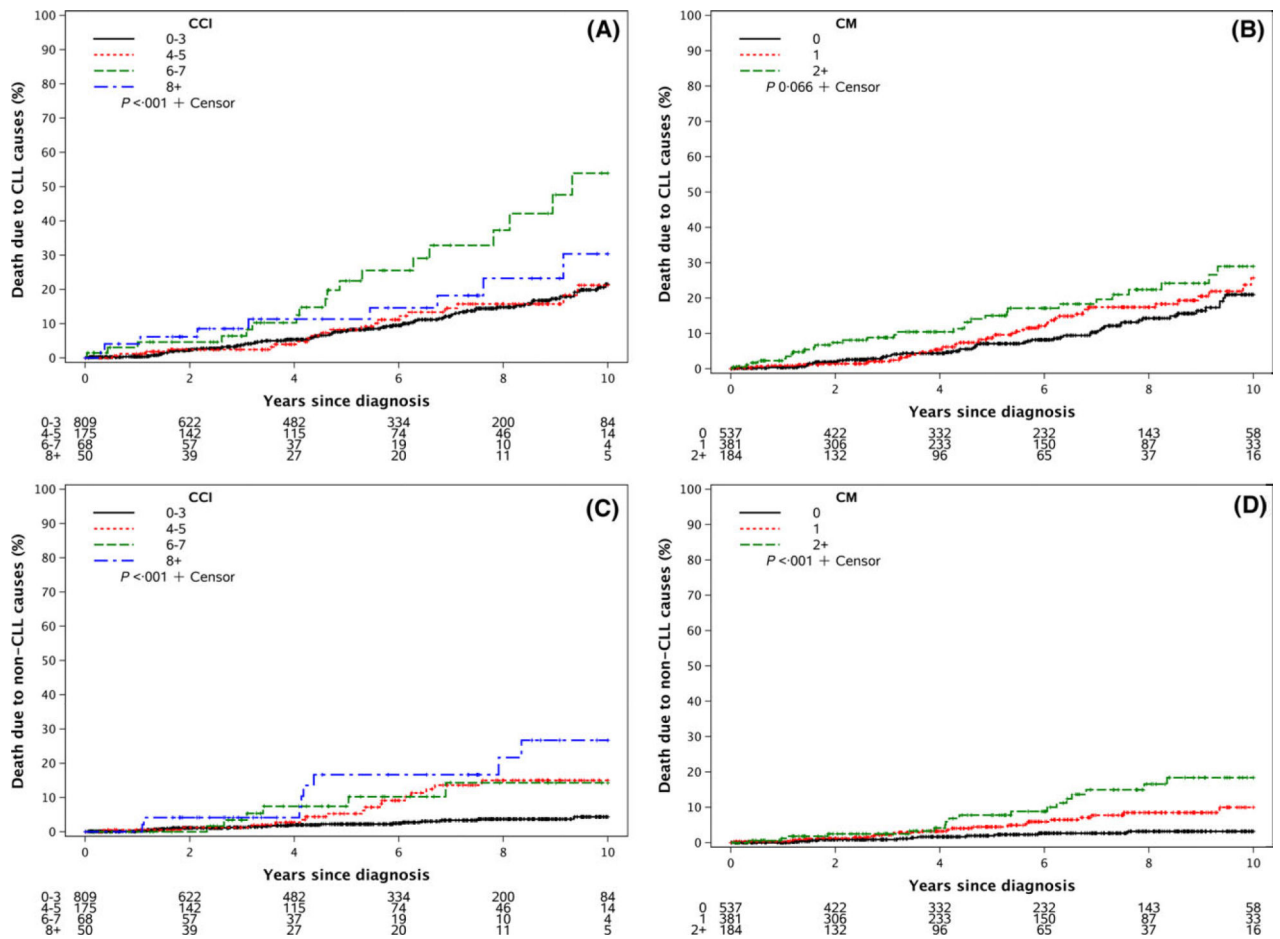 CCI
(A)
100
90
80
70
60
50
40
30
20
10
0
0-3
4-5
6-7
8+
P <·001 + Censor
Death due to CLL causes (%)
0 2 4 6 8 10
Years since diagnosis
0-3 809 622 482 334 200 84
4-5 175 142 115 74 46 14
6-7 68 57 37 19 10 4
8+ 50 39 27 20 11 5
CM
(B)
100
90
80
70
60
50
40
30
20
10
0
0
1
2+
P 0·066 + Censor
Death due to CLL causes (%)
0 2 4 6 8 10
Years since diagnosis
0 537 422 332 232 143 58
1 381 306 233 150 87 33
2+ 184 132 96 65 37 16
CCI
(C)
100
90
80
70
60
50
40
30
20
10
0
0-3
4-5
6-7
8+
P <·001 + Censor
Death due to non-CLL causes (%)
0 2 4 6 8 10
Years since diagnosis
0-3 809 622 482 334 200 84
4-5 175 142 115 74 46 14
6-7 68 57 37 19 10 4
8+ 50 39 27 20 11 5
CM
(D)
100
90
80
70
60
50
40
30
20
10
0
0
1
2+
P <·001 + Censor
Death due to non-CLL causes (%)
0 2 4 6 8 10
Years since diagnosis
0 537 422 332 232 143 58
1 381 306 233 150 87 33
2+ 184 132 96 65 37 16